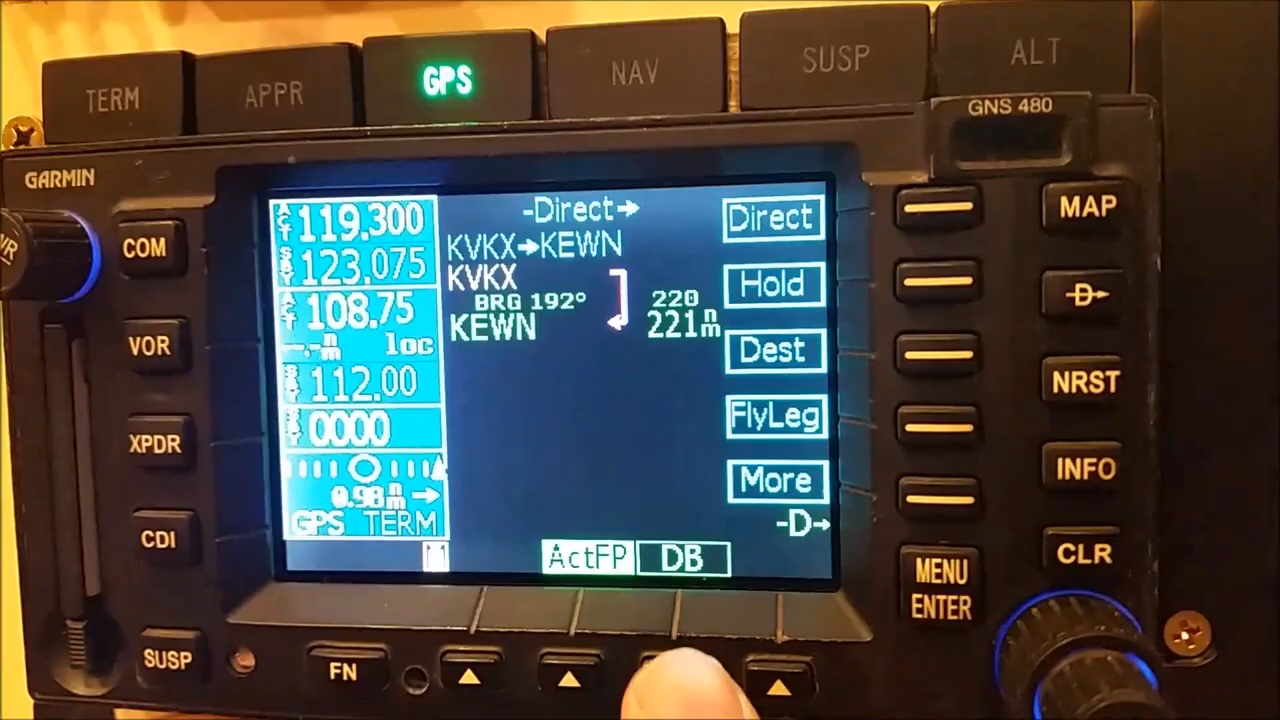 TERM
APPR
GPS
NAV
SUSP
ALT
GNS 480
GARMIN
COM
VOR
XPDR
CDI
SUSP
119.300
123.075
108.75
loc
112.00
0000
0.98 nm →
GPS TERM
-Direct→
KVKX→KEWN
KVKX
BRG 192° 220
KEWN 221 nm
Direct
Hold
Dest
FlyLeg
More
-D→
ActFP
DB
MAP
-D→
NRST
INFO
CLR
MENU
ENTER
FN